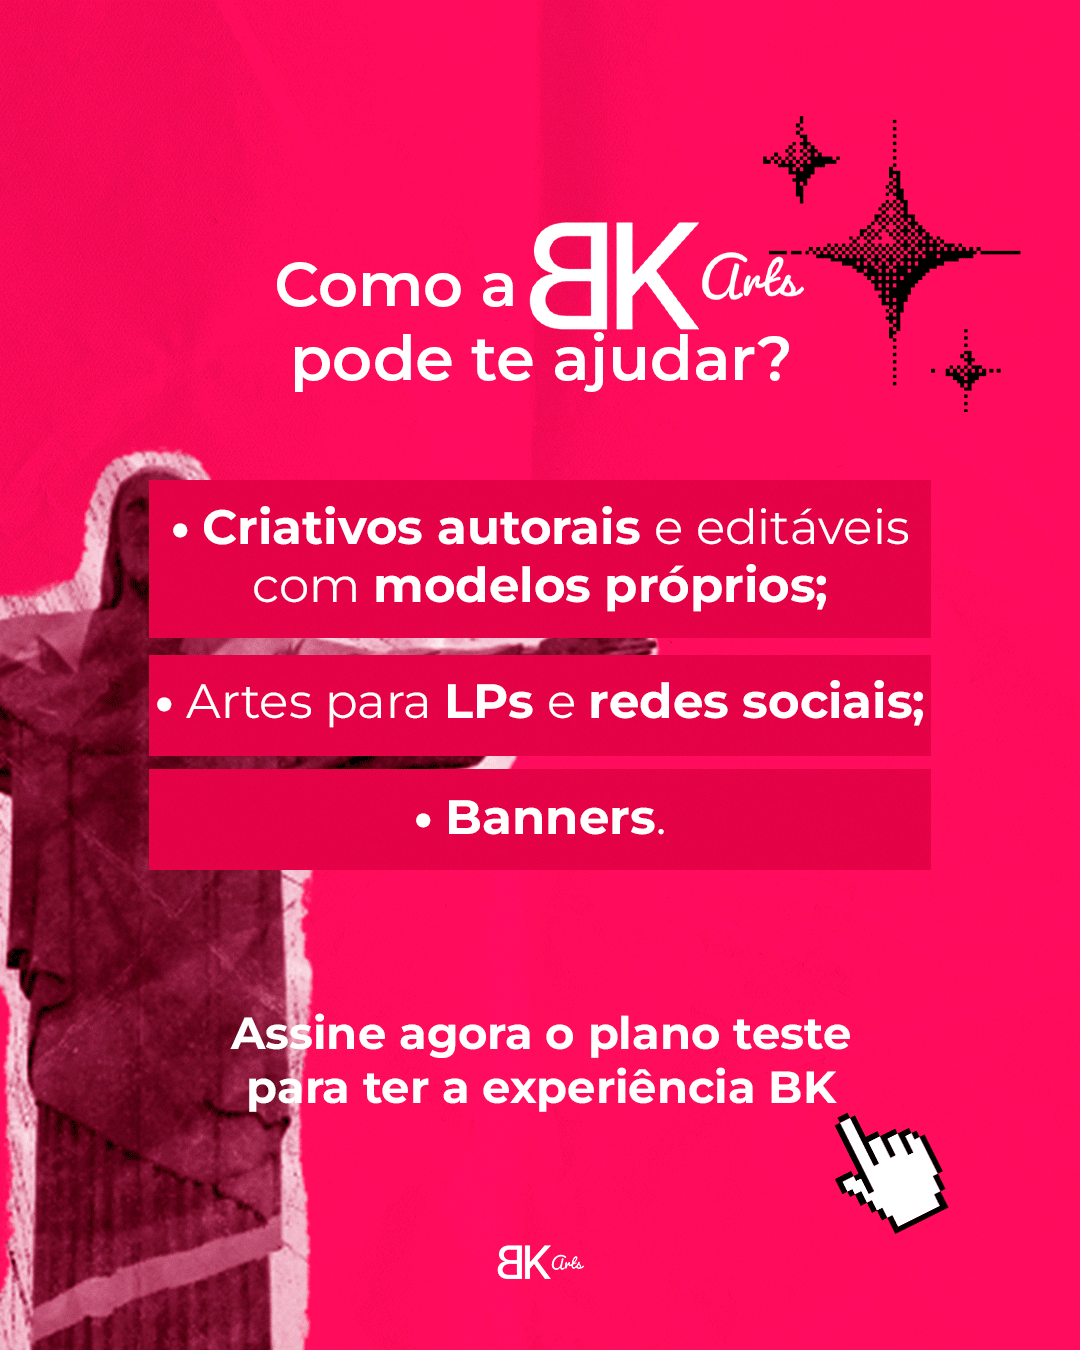 Como a BK Arts
pode te ajudar?
• Criativos autorais e editáveis
com modelos próprios;
• Artes para LPs e redes sociais;
• Banners.
Assine agora o plano teste
para ter a experiência BK
BK Arts